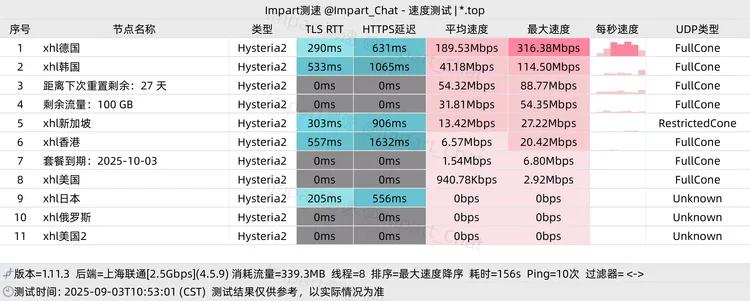 Impart测速 @Impart_Chat - 速度测试 |*.top
序号 节点名称 类型 TLS RTT HTTPS延迟 平均速度 最大速度 每秒速度 UDP类型
1 xhl德国 Hysteria2 290ms 631ms 189.53Mbps 316.38Mbps FullCone
2 xhl韩国 Hysteria2 533ms 1065ms 41.18Mbps 114.50Mbps FullCone
3 距离下次重置剩余：27 天 Hysteria2 0ms 0ms 54.32Mbps 88.77Mbps FullCone
4 剩余流量：100 GB Hysteria2 0ms 0ms 31.81Mbps 54.35Mbps FullCone
5 xhl新加坡 Hysteria2 303ms 906ms 13.42Mbps 27.22Mbps RestrictedCone
6 xhl香港 Hysteria2 557ms 1632ms 6.57Mbps 20.42Mbps FullCone
7 套餐到期：2025-10-03 Hysteria2 0ms 0ms 1.54Mbps 6.80Mbps FullCone
8 xhl美国 Hysteria2 0ms 0ms 940.78Kbps 2.92Mbps FullCone
9 xhl日本 Hysteria2 205ms 556ms 0bps 0bps Unknown
10 xhl俄罗斯 Hysteria2 0ms 0ms 0bps 0bps Unknown
11 xhl美国2 Hysteria2 0ms 0ms 0bps 0bps Unknown
版本=1.11.3 后端=上海联通[2.5Gbps](4.5.9) 消耗流量=339.3MB 线程=8 排序=最大速度降序 耗时=156s Ping=10次 过滤器= <->
测试时间: 2025-09-03T10:53:01 (CST) 测试结果仅供参考，以实际情况为准